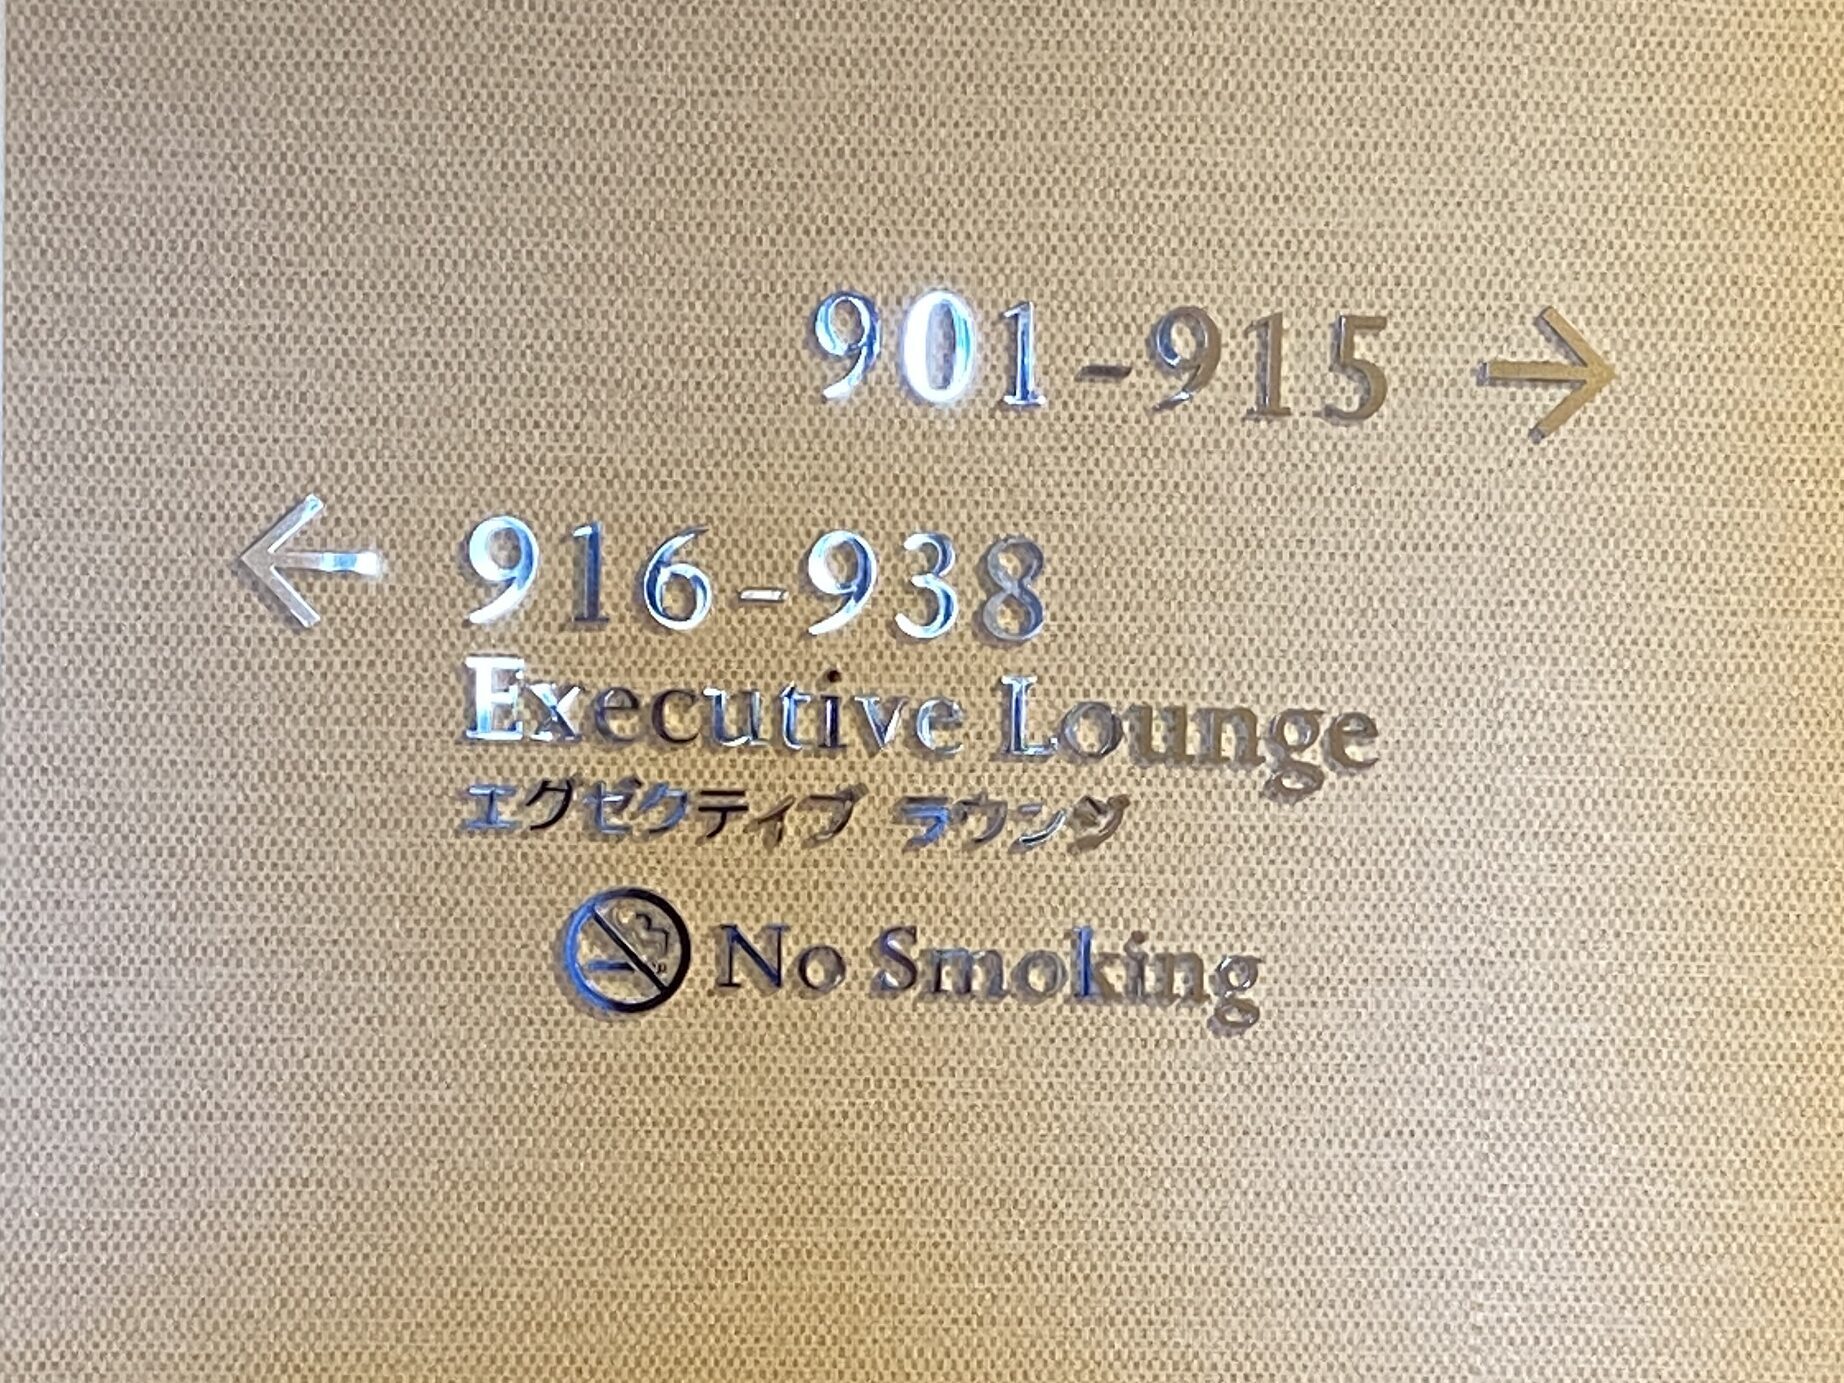 901-915 →
← 916-938
Executive Lounge
エグゼクティブ ラウンジ
No Smoking